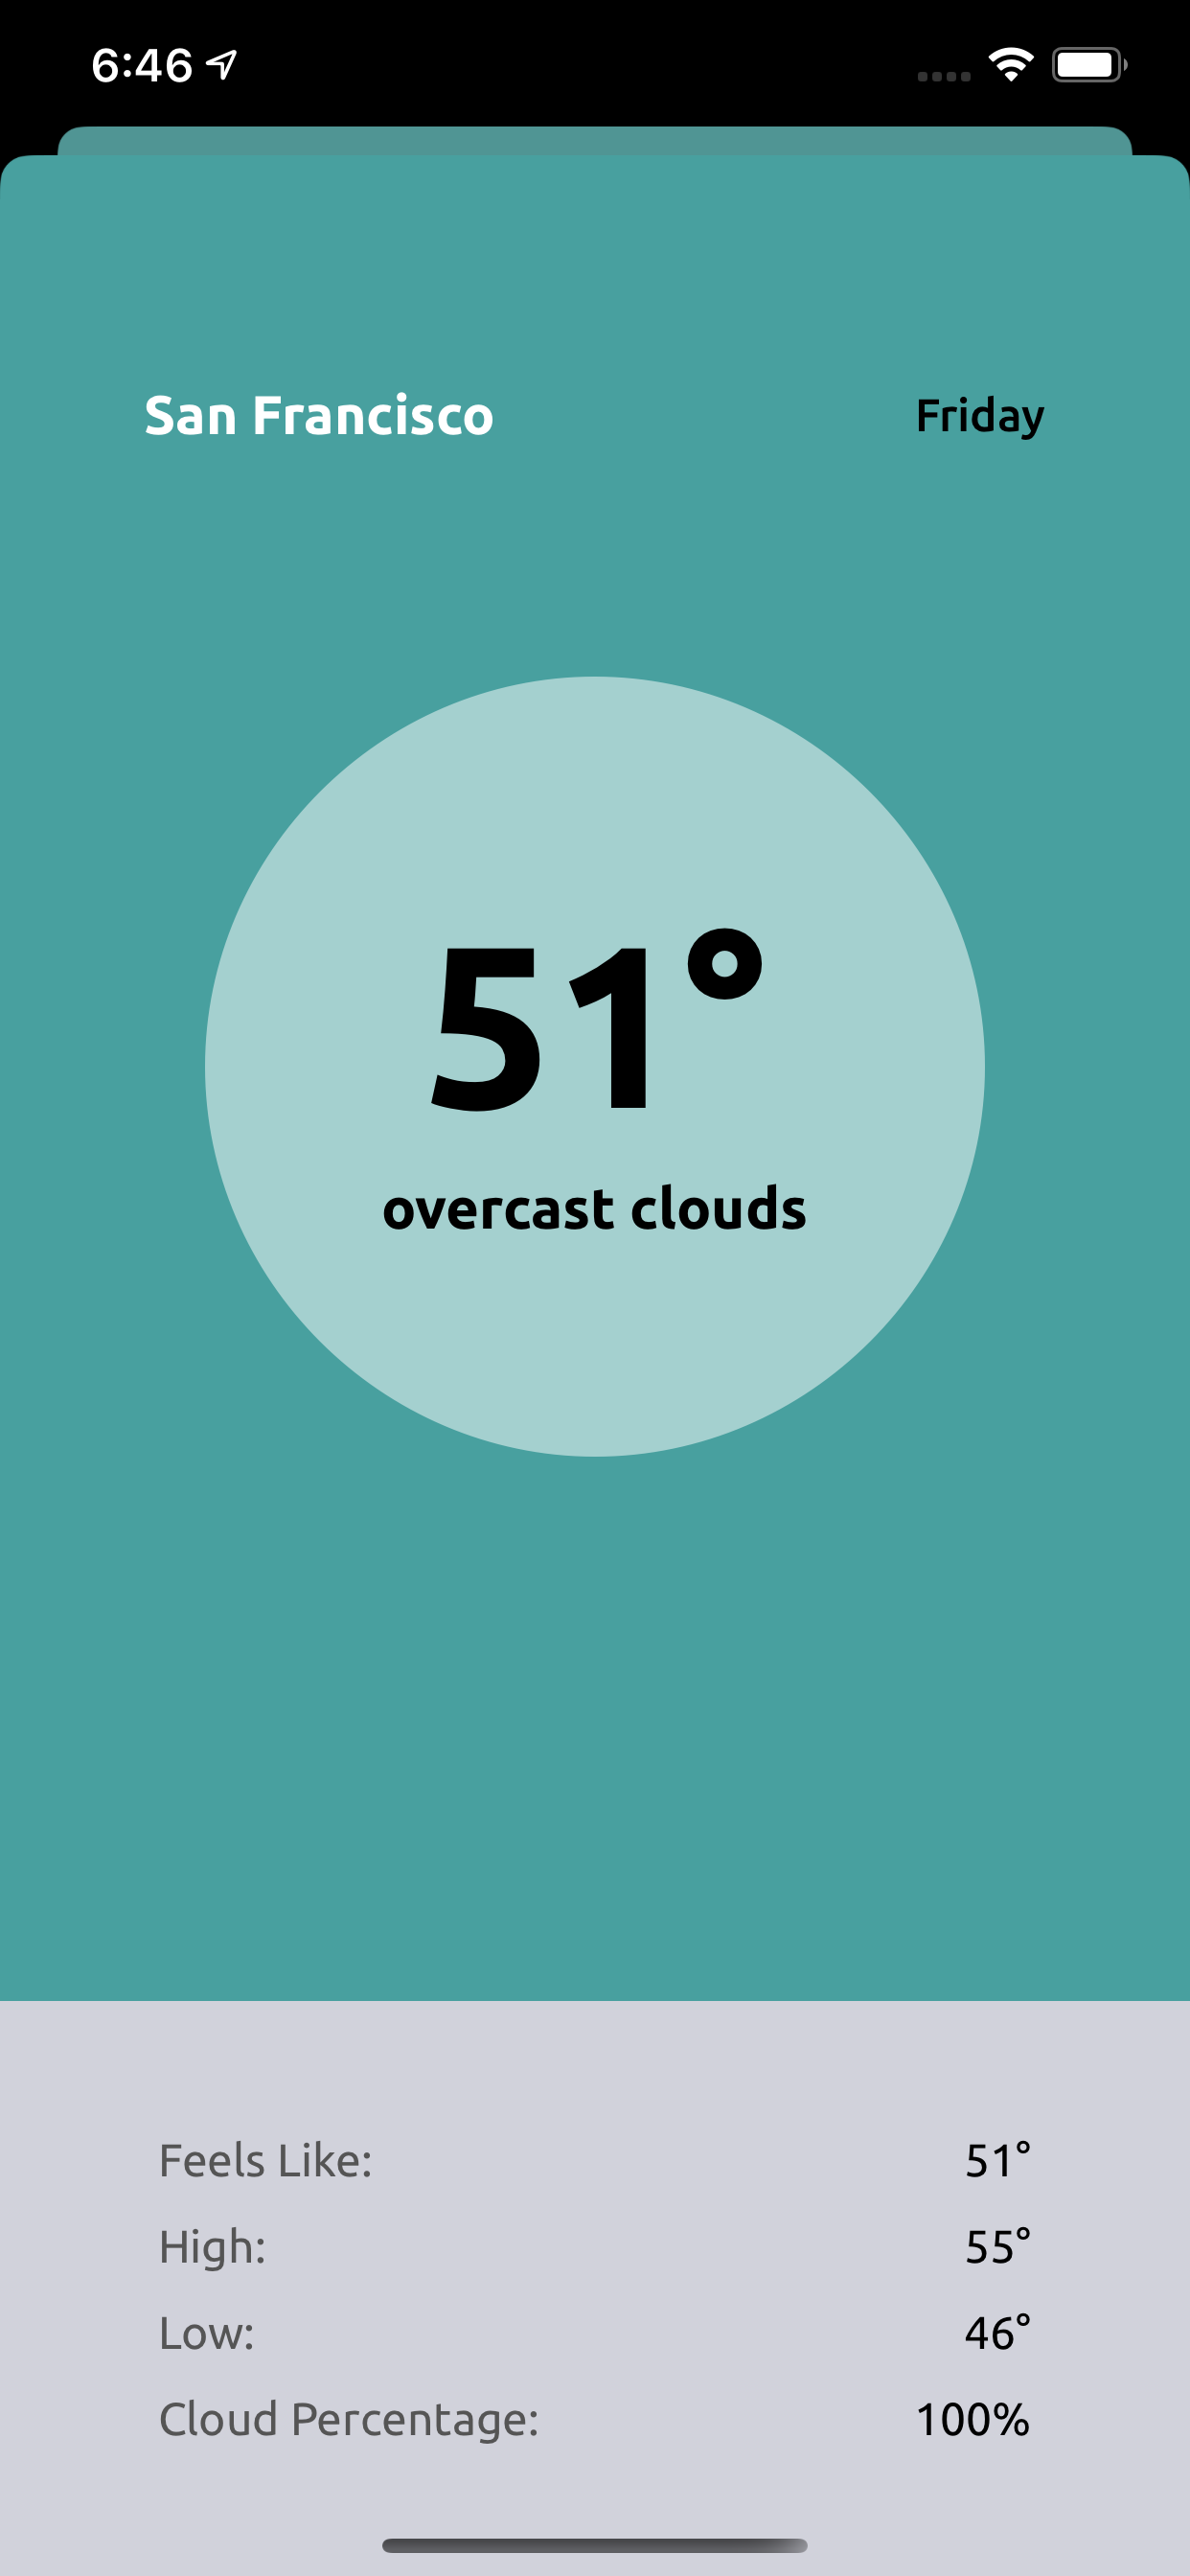 6:46
San Francisco
Friday
51°
overcast clouds
Feels Like: 51°
High: 55°
Low: 46°
Cloud Percentage: 100%